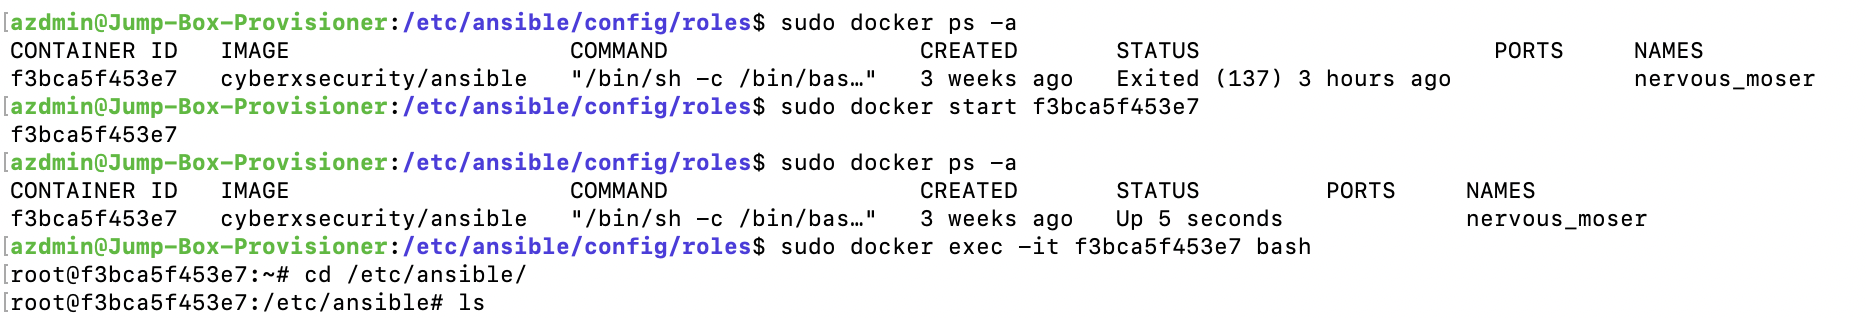 [azdmin@Jump-Box-Provisioner:/etc/ansible/config/roles$ sudo docker ps -a
CONTAINER ID   IMAGE                    COMMAND                  CREATED       STATUS                     PORTS     NAMES
f3bca5f453e7   cyberxsecurity/ansible   "/bin/sh -c /bin/bas…"   3 weeks ago   Exited (137) 3 hours ago             nervous_moser
[azdmin@Jump-Box-Provisioner:/etc/ansible/config/roles$ sudo docker start f3bca5f453e7
f3bca5f453e7
[azdmin@Jump-Box-Provisioner:/etc/ansible/config/roles$ sudo docker ps -a
CONTAINER ID   IMAGE                    COMMAND                  CREATED       STATUS         PORTS     NAMES
f3bca5f453e7   cyberxsecurity/ansible   "/bin/sh -c /bin/bas…"   3 weeks ago   Up 5 seconds             nervous_moser
[azdmin@Jump-Box-Provisioner:/etc/ansible/config/roles$ sudo docker exec -it f3bca5f453e7 bash
[root@f3bca5f453e7:~# cd /etc/ansible/
[root@f3bca5f453e7:/etc/ansible# ls